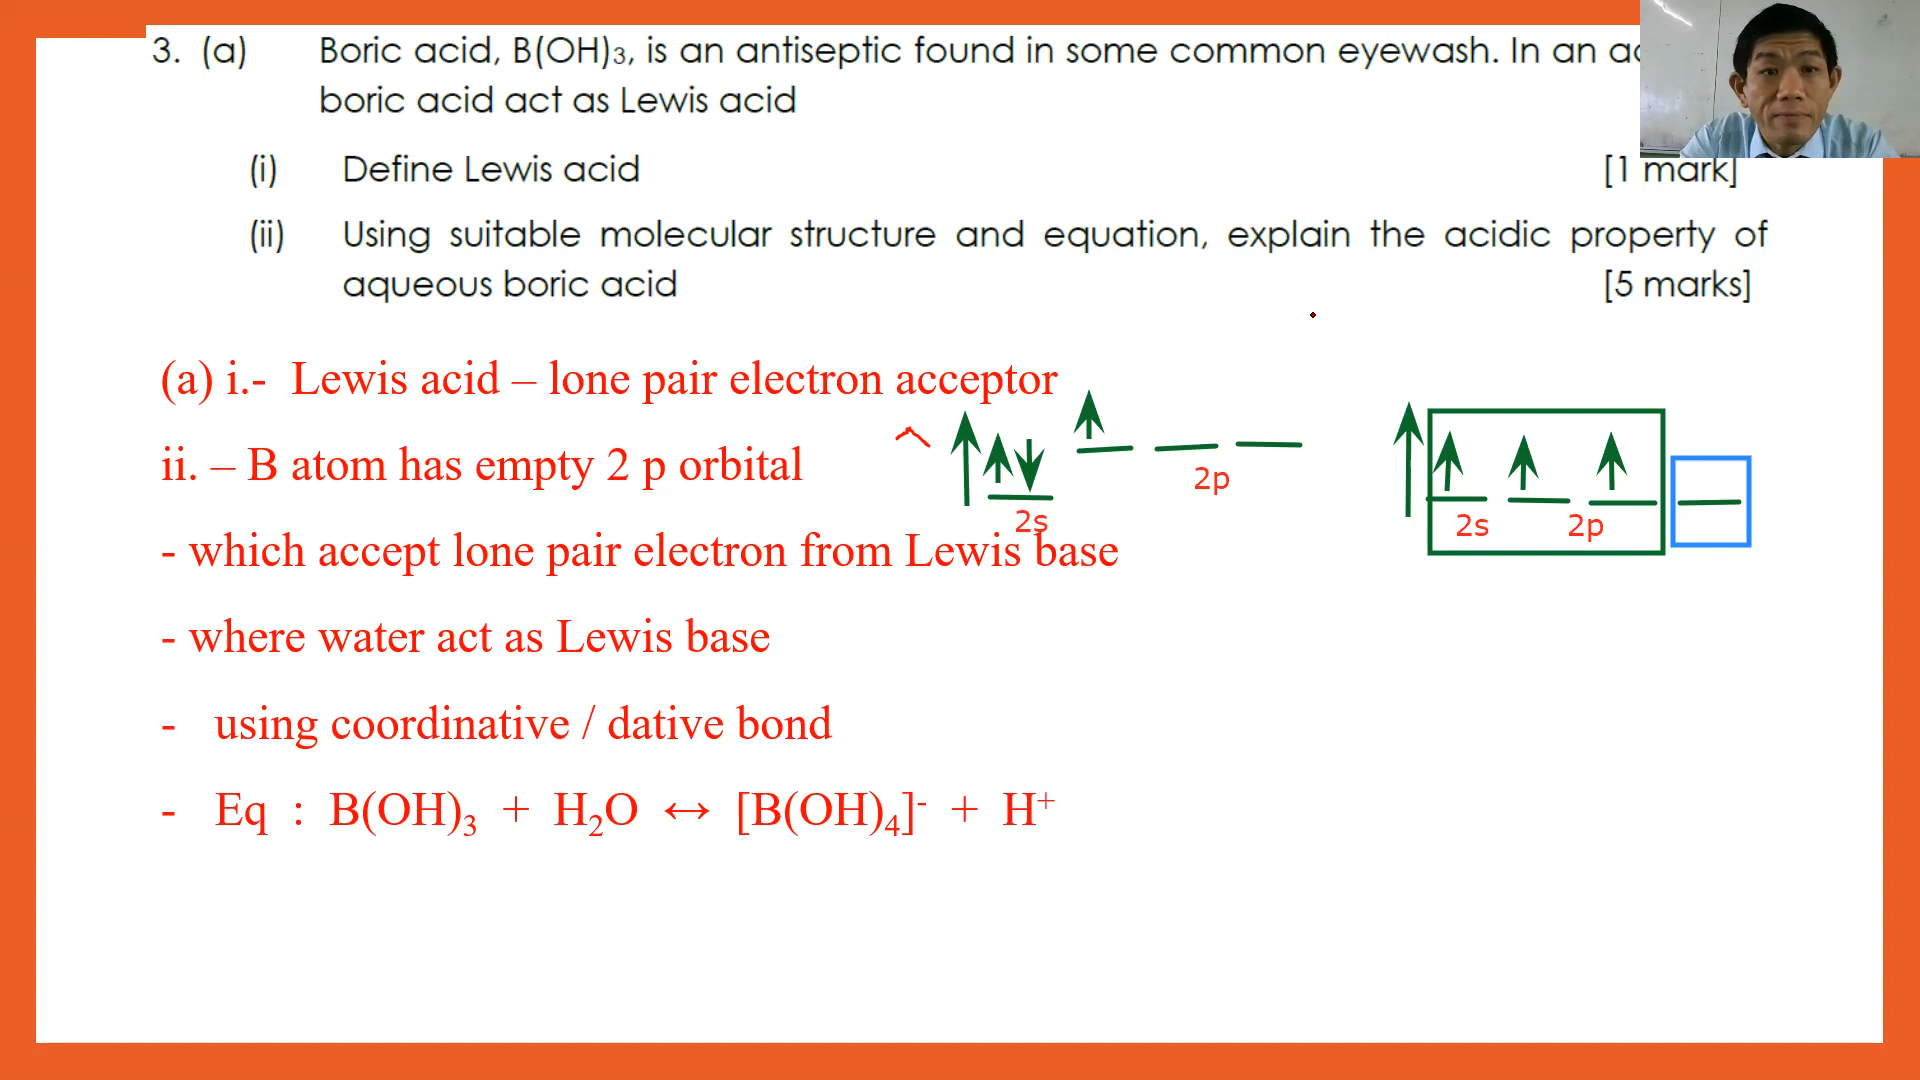 3. (a) Boric acid, B(OH)₃, is an antiseptic found in some common eyewash. In an
boric acid act as Lewis acid
(i) Define Lewis acid [1 mark]
(ii) Using suitable molecular structure and equation, explain the acidic property of
aqueous boric acid [5 marks]
(a) i.- Lewis acid – lone pair electron acceptor
ii. – B atom has empty 2 p orbital
2p
2s
2s 2p
- which accept lone pair electron from Lewis base
- where water act as Lewis base
- using coordinative / dative bond
- Eq : B(OH)₃ + H₂O ↔ [B(OH)₄]⁻ + H⁺